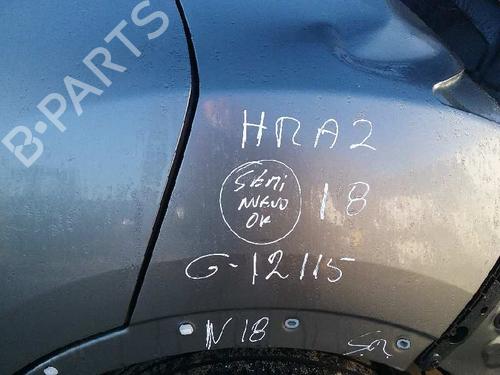 B-PARTS
HRA2
SEMI
NUEVO
OK
18
G-12115
N18